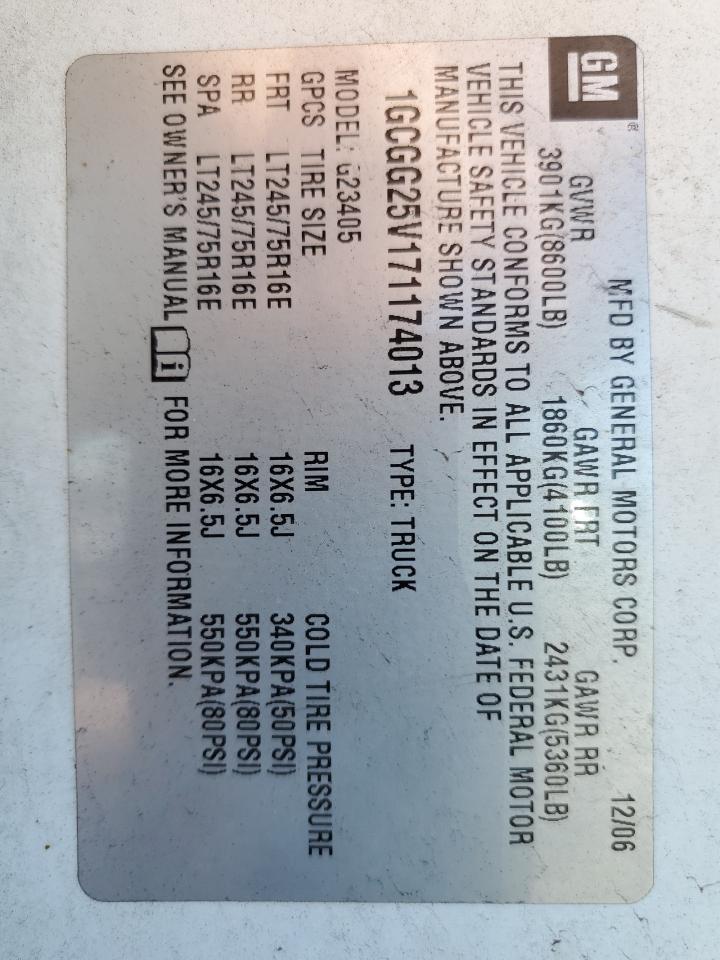 GM
MFD BY GENERAL MOTORS CORP. 12/06
GVWR GAWR FRT GAWR RR
3901KG(8600LB) 1860KG(4100LB) 2431KG(5360LB)
THIS VEHICLE CONFORMS TO ALL APPLICABLE U.S. FEDERAL MOTOR
VEHICLE SAFETY STANDARDS IN EFFECT ON THE DATE OF
MANUFACTURE SHOWN ABOVE.
1GCGG25V171174013 TYPE: TRUCK
MODEL: G23405
GPCS TIRE SIZE RIM COLD TIRE PRESSURE
FRT LT245/75R16E 16X6.5J 340KPA(50PSI)
RR LT245/75R16E 16X6.5J 550KPA(80PSI)
SPA LT245/75R16E 16X6.5J 550KPA(80PSI)
SEE OWNER'S MANUAL FOR MORE INFORMATION.